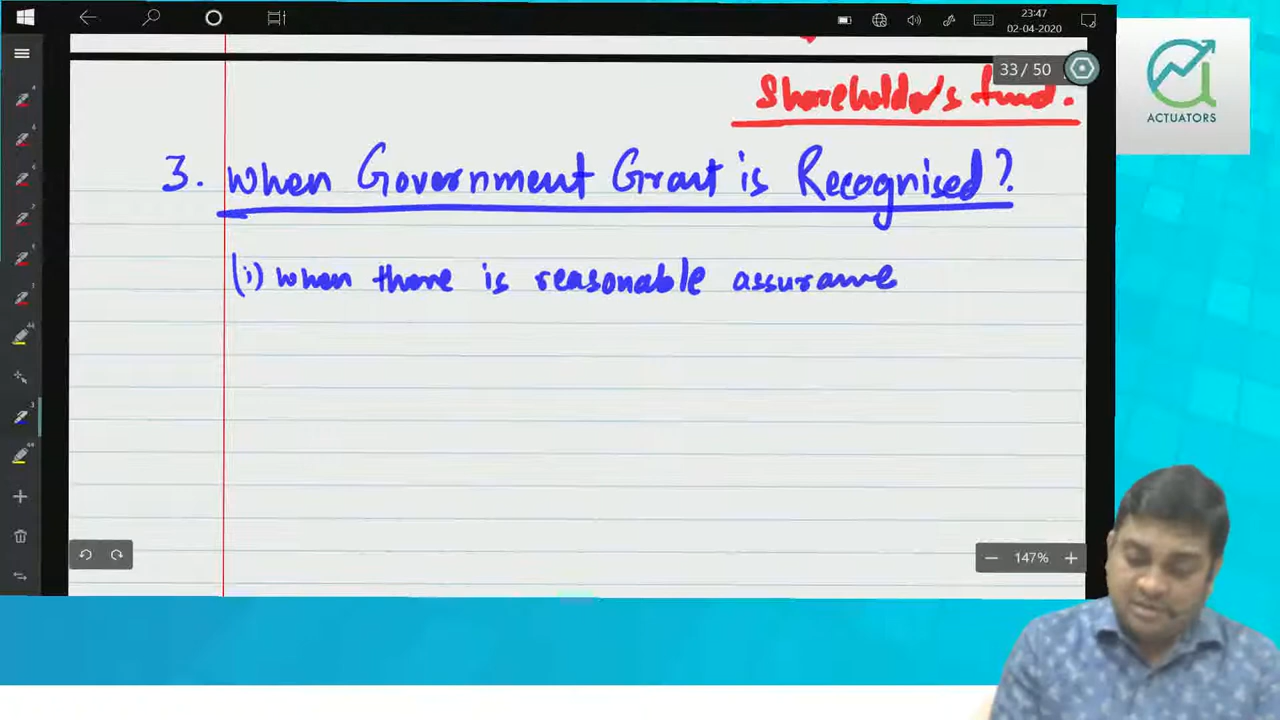 23:47
02-04-2020
33 / 50
Shareholder's fund.
3. When Government Grant is Recognised?
(i) when there is reasonable assurance
147%
ACTUATORS